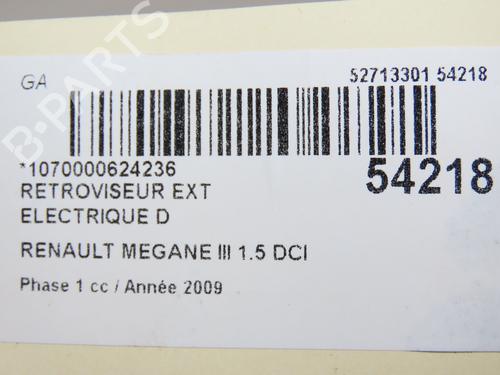 GA
52713301 54218
*1070000624236
54218
RETROVISEUR EXT
ELECTRIQUE D
RENAULT MEGANE III 1.5 DCI
Phase 1 cc / Année 2009
B-PARTS